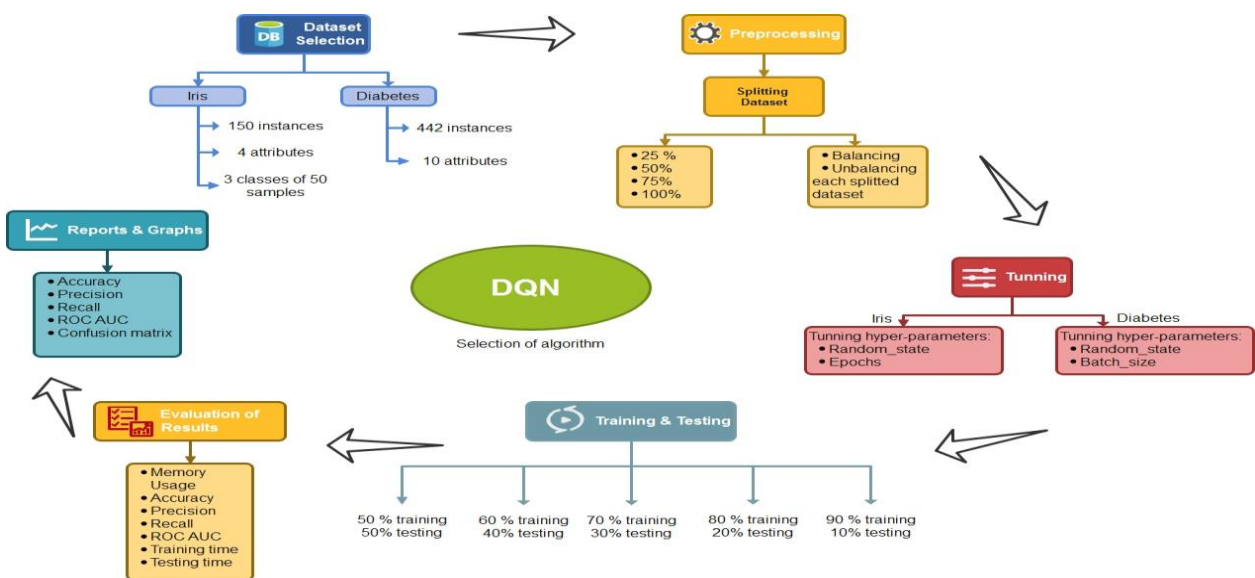 DB
Dataset
Selection
Iris
Diabetes
150 instances
4 attributes
3 classes of 50
samples
442 instances
10 attributes
Preprocessing
Splitting
Dataset
• 25 %
• 50%
• 75%
• 100%
• Balancing
• Unbalancing
each splitted
dataset
Tunning
Iris
Diabetes
Tunning hyper-parameters:
• Random_state
• Epochs
Tunning hyper-parameters:
• Random_state
• Batch_size
DQN
Selection of algorithm
Training & Testing
50 % training
50% testing
60 % training
40% testing
70 % training
30% testing
80 % training
20% testing
90 % training
10% testing
Evaluation of
Results
• Memory
Usage
• Accuracy
• Precision
• Recall
• ROC AUC
• Training time
• Testing time
Reports & Graphs
• Accuracy
• Precision
• Recall
• ROC AUC
• Confusion matrix